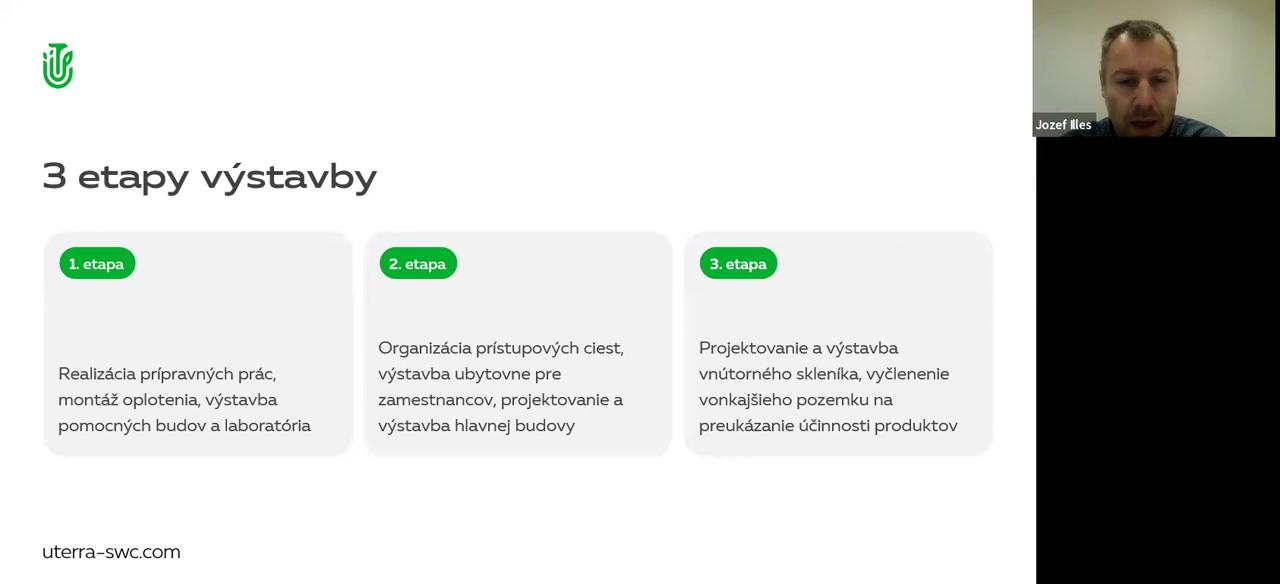 Jozef Illes
3 etapy výstavby
1. etapa
Realizácia prípravných prác,
montáž oplotenia, výstavba
pomocných budov a laboratória
2. etapa
Organizácia prístupových ciest,
výstavba ubytovne pre
zamestnancov, projektovanie a
výstavba hlavnej budovy
3. etapa
Projektovanie a výstavba
vnútorného skleníka, vyčlenenie
vonkajšieho pozemku na
preukázanie účinnosti produktov
uterra-swc.com